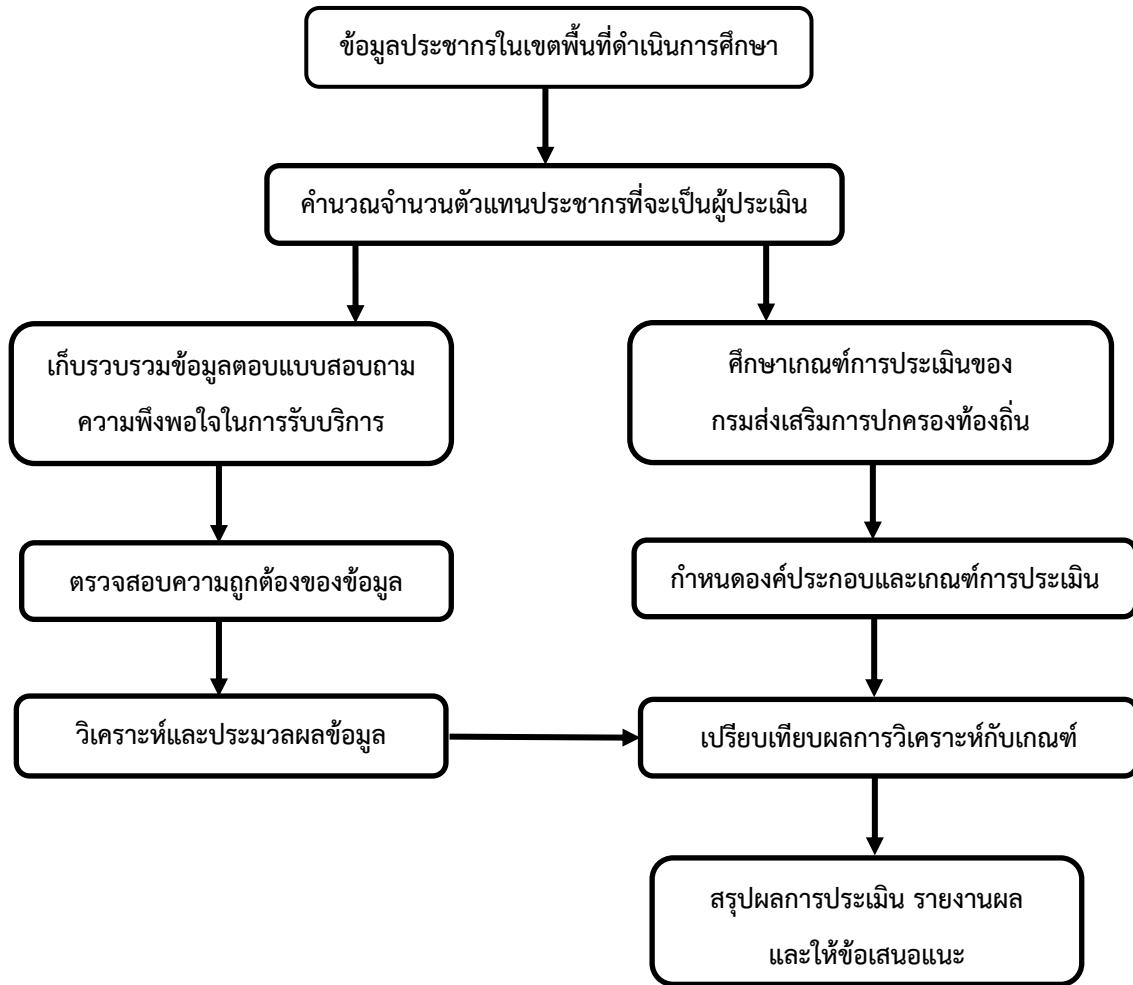 ข้อมูลประชากรในเขตพื้นที่ดำเนินการศึกษา
คำนวณจำนวนตัวแทนประชากรที่จะเป็นผู้ประเมิน
เก็บรวบรวมข้อมูลตอบแบบสอบถาม
ความพึงพอใจในการรับบริการ
ศึกษาเกณฑ์การประเมินของ
กรมส่งเสริมการปกครองท้องถิ่น
ตรวจสอบความถูกต้องของข้อมูล
กำหนดองค์ประกอบและเกณฑ์การประเมิน
วิเคราะห์และประมวลผลข้อมูล
เปรียบเทียบผลการวิเคราะห์กับเกณฑ์
สรุปผลการประเมิน รายงานผล
และให้ข้อเสนอแนะ